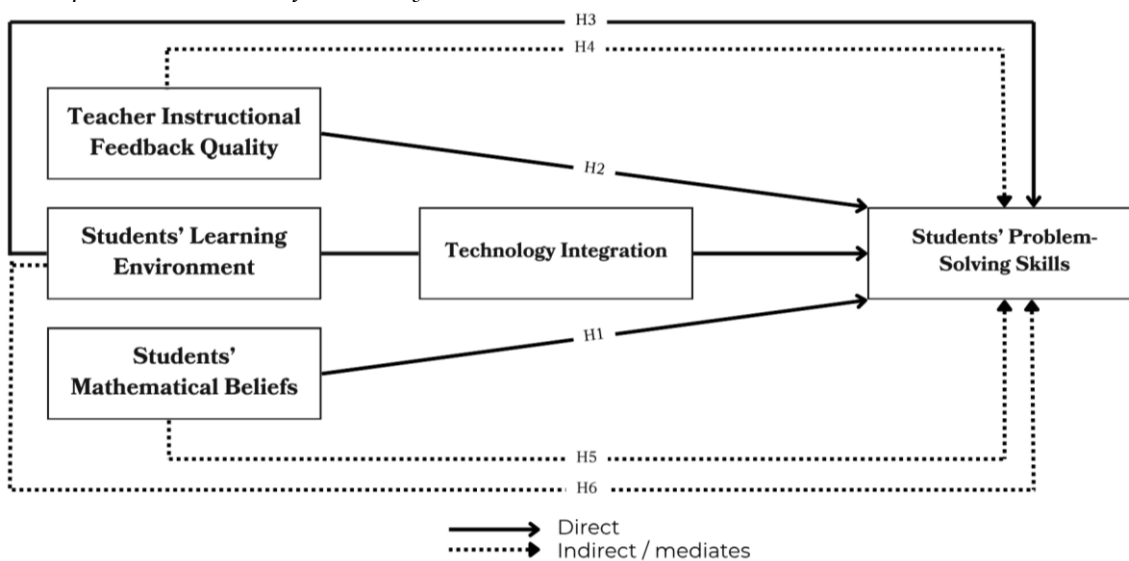 H3
H4
Teacher Instructional
Feedback Quality
H2
Students' Learning
Environment
Technology Integration
Students' Problem-
Solving Skills
H1
Students'
Mathematical Beliefs
H5
H6
Direct
Indirect / mediates